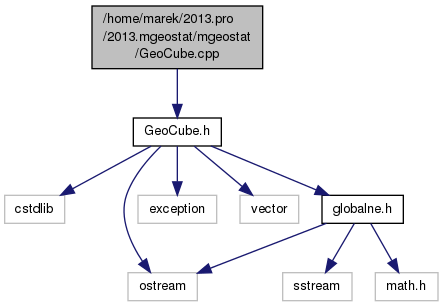 /home/marek/2013.pro
/2013.mgeostat/mgeostat
/GeoCube.cpp
GeoCube.h
cstdlib
exception
vector
globalne.h
ostream
sstream
math.h